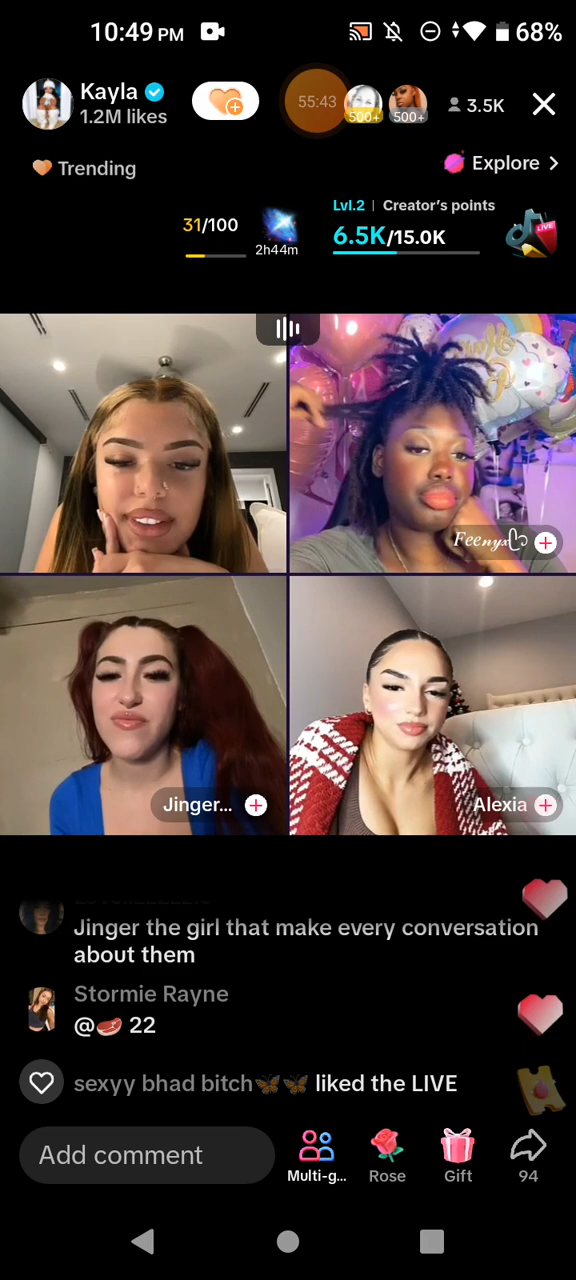 10:49 PM
68%
Kayla
1.2M likes
55:43
500+
500+
3.5K
Trending
Explore
31/100
2h44m
Lvl.2 | Creator's points
6.5K/15.0K
LIVE
Feenyx
Jinger...
Alexia
Jinger the girl that make every conversation
about them
Stormie Rayne
@🥩 22
sexyy bhad bitch🦋🦋 liked the LIVE
Add comment
Multi-g...
Rose
Gift
94